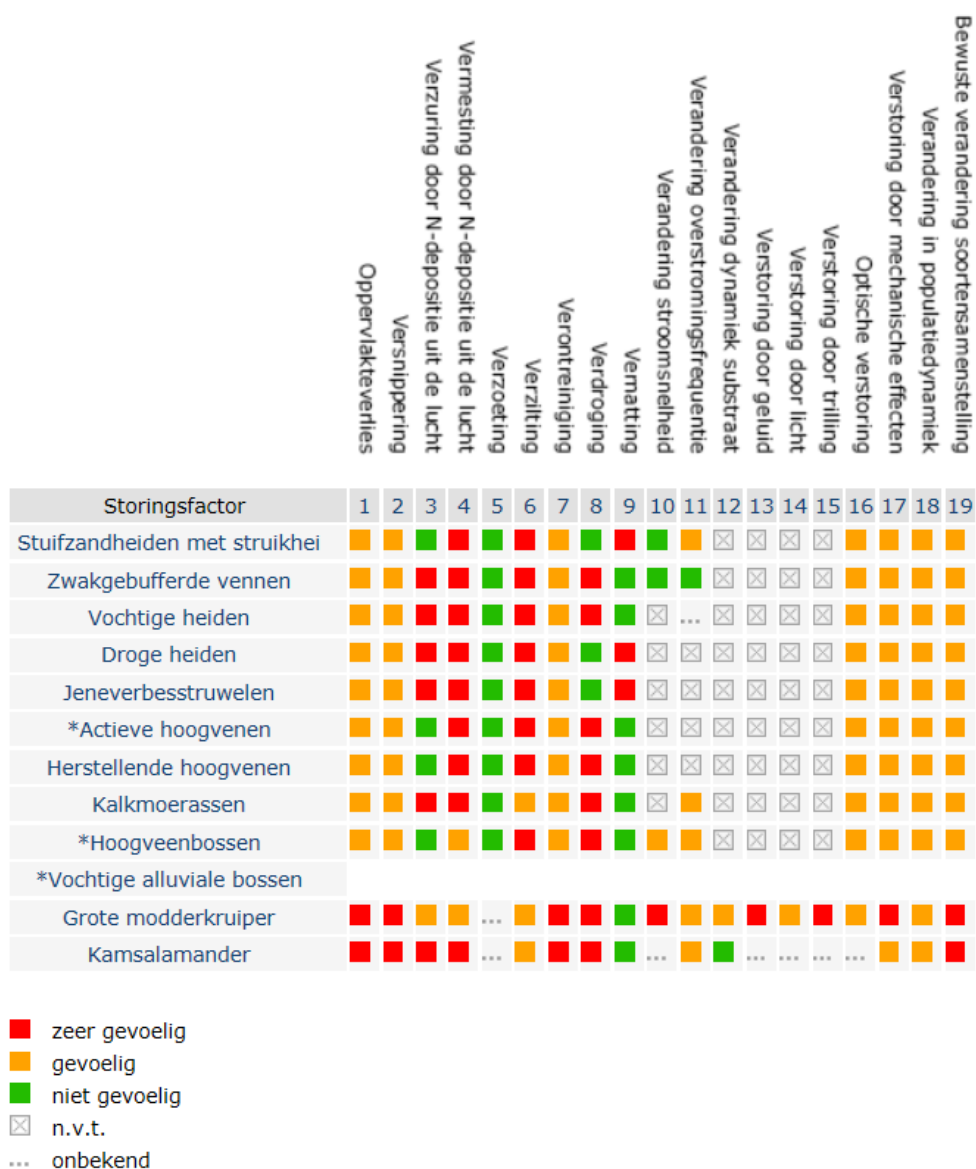 Oppervlakteverlies
Versnippering
Verzuring door N-depositie uit de lucht
Vermesting door N-depositie uit de lucht
Verzoeting
Verzilting
Verontreiniging
Verdroging
Vernatting
Verandering stroomsnelheid
Verandering overstromingsfrequentie
Verandering dynamiek substraat
Verstoring door geluid
Verstoring door licht
Verstoring door trilling
Optische verstoring
Verstoring door mechanische effecten
Verandering in populatiedynamiek
Bewuste verandering soortensamenstelling
Storingsfactor 1 2 3 4 5 6 7 8 9 10 11 12 13 14 15 16 17 18 19
Stuifzandheiden met struikhei
Zwakgebufferde vennen
Vochtige heiden ...
Droge heiden
Jeneverbesstruwelen
*Actieve hoogvenen
Herstellende hoogvenen
Kalkmoerassen
*Hoogveenbossen
*Vochtige alluviale bossen
Grote modderkruiper ...
Kamsalamander ... ... ... ... ... ...
zeer gevoelig
gevoelig
niet gevoelig
n.v.t.
... onbekend